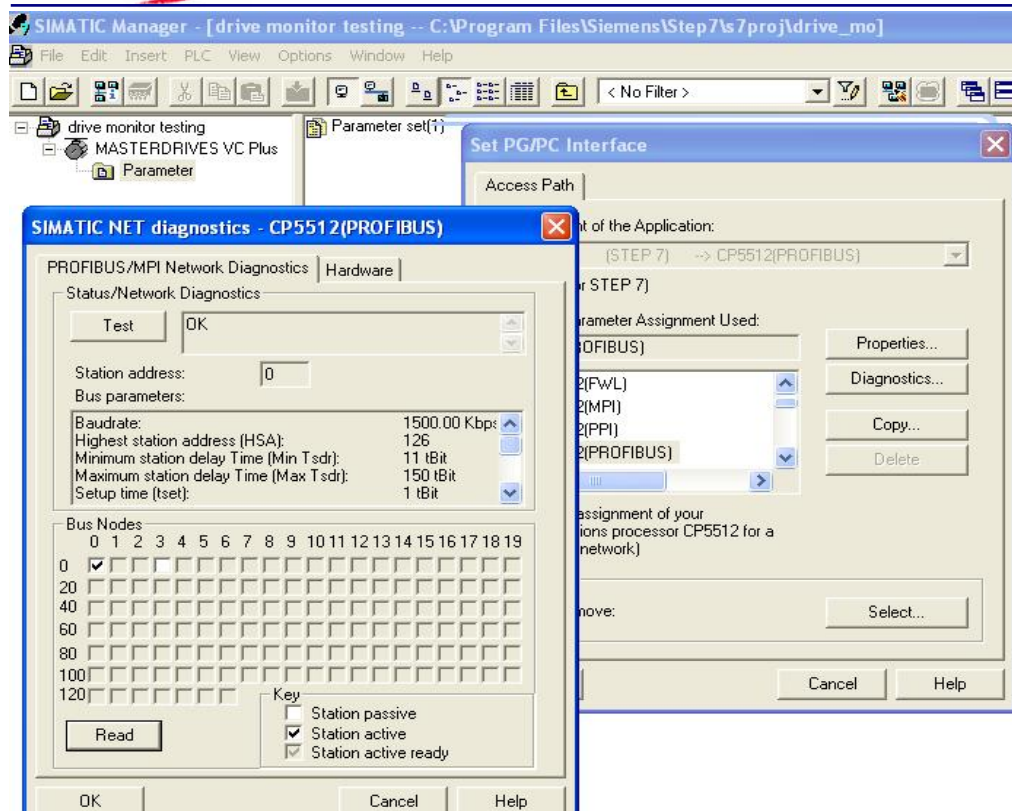 SIMATIC Manager - [drive monitor testing -- C:\Program Files\Siemens\Step7\s7proj\drive_mo]
File Edit Insert PLC View Options Window Help
< No Filter >
drive monitor testing
MASTERDRIVES VC Plus
Parameter
Parameter set(1)
Set PG/PC Interface
Access Path
of the Application:
(STEP 7) --> CP5512(PROFIBUS)
STEP 7)
Parameter Assignment Used:
PROFIBUS)
2(FWL)
2(MPI)
2(PPI)
2(PROFIBUS)
Properties...
Diagnostics...
Copy...
Delete
assignment of your
ions processor CP5512 for a
network)
move:
Select...
Cancel Help
SIMATIC NET diagnostics - CP5512(PROFIBUS)
PROFIBUS/MPI Network Diagnostics Hardware
Status/Network Diagnostics
Test OK
Station address: 0
Bus parameters:
Baudrate: 1500.00 Kbps
Highest station address (HSA): 126
Minimum station delay Time (Min Tsdr): 11 tBit
Maximum station delay Time (Max Tsdr): 150 tBit
Setup time (tset): 1 tBit
Bus Nodes
0 1 2 3 4 5 6 7 8 9 10 11 12 13 14 15 16 17 18 19
0
20
40
60
80
100
120
Key
Station passive
Station active
Station active ready
Read
OK Cancel Help